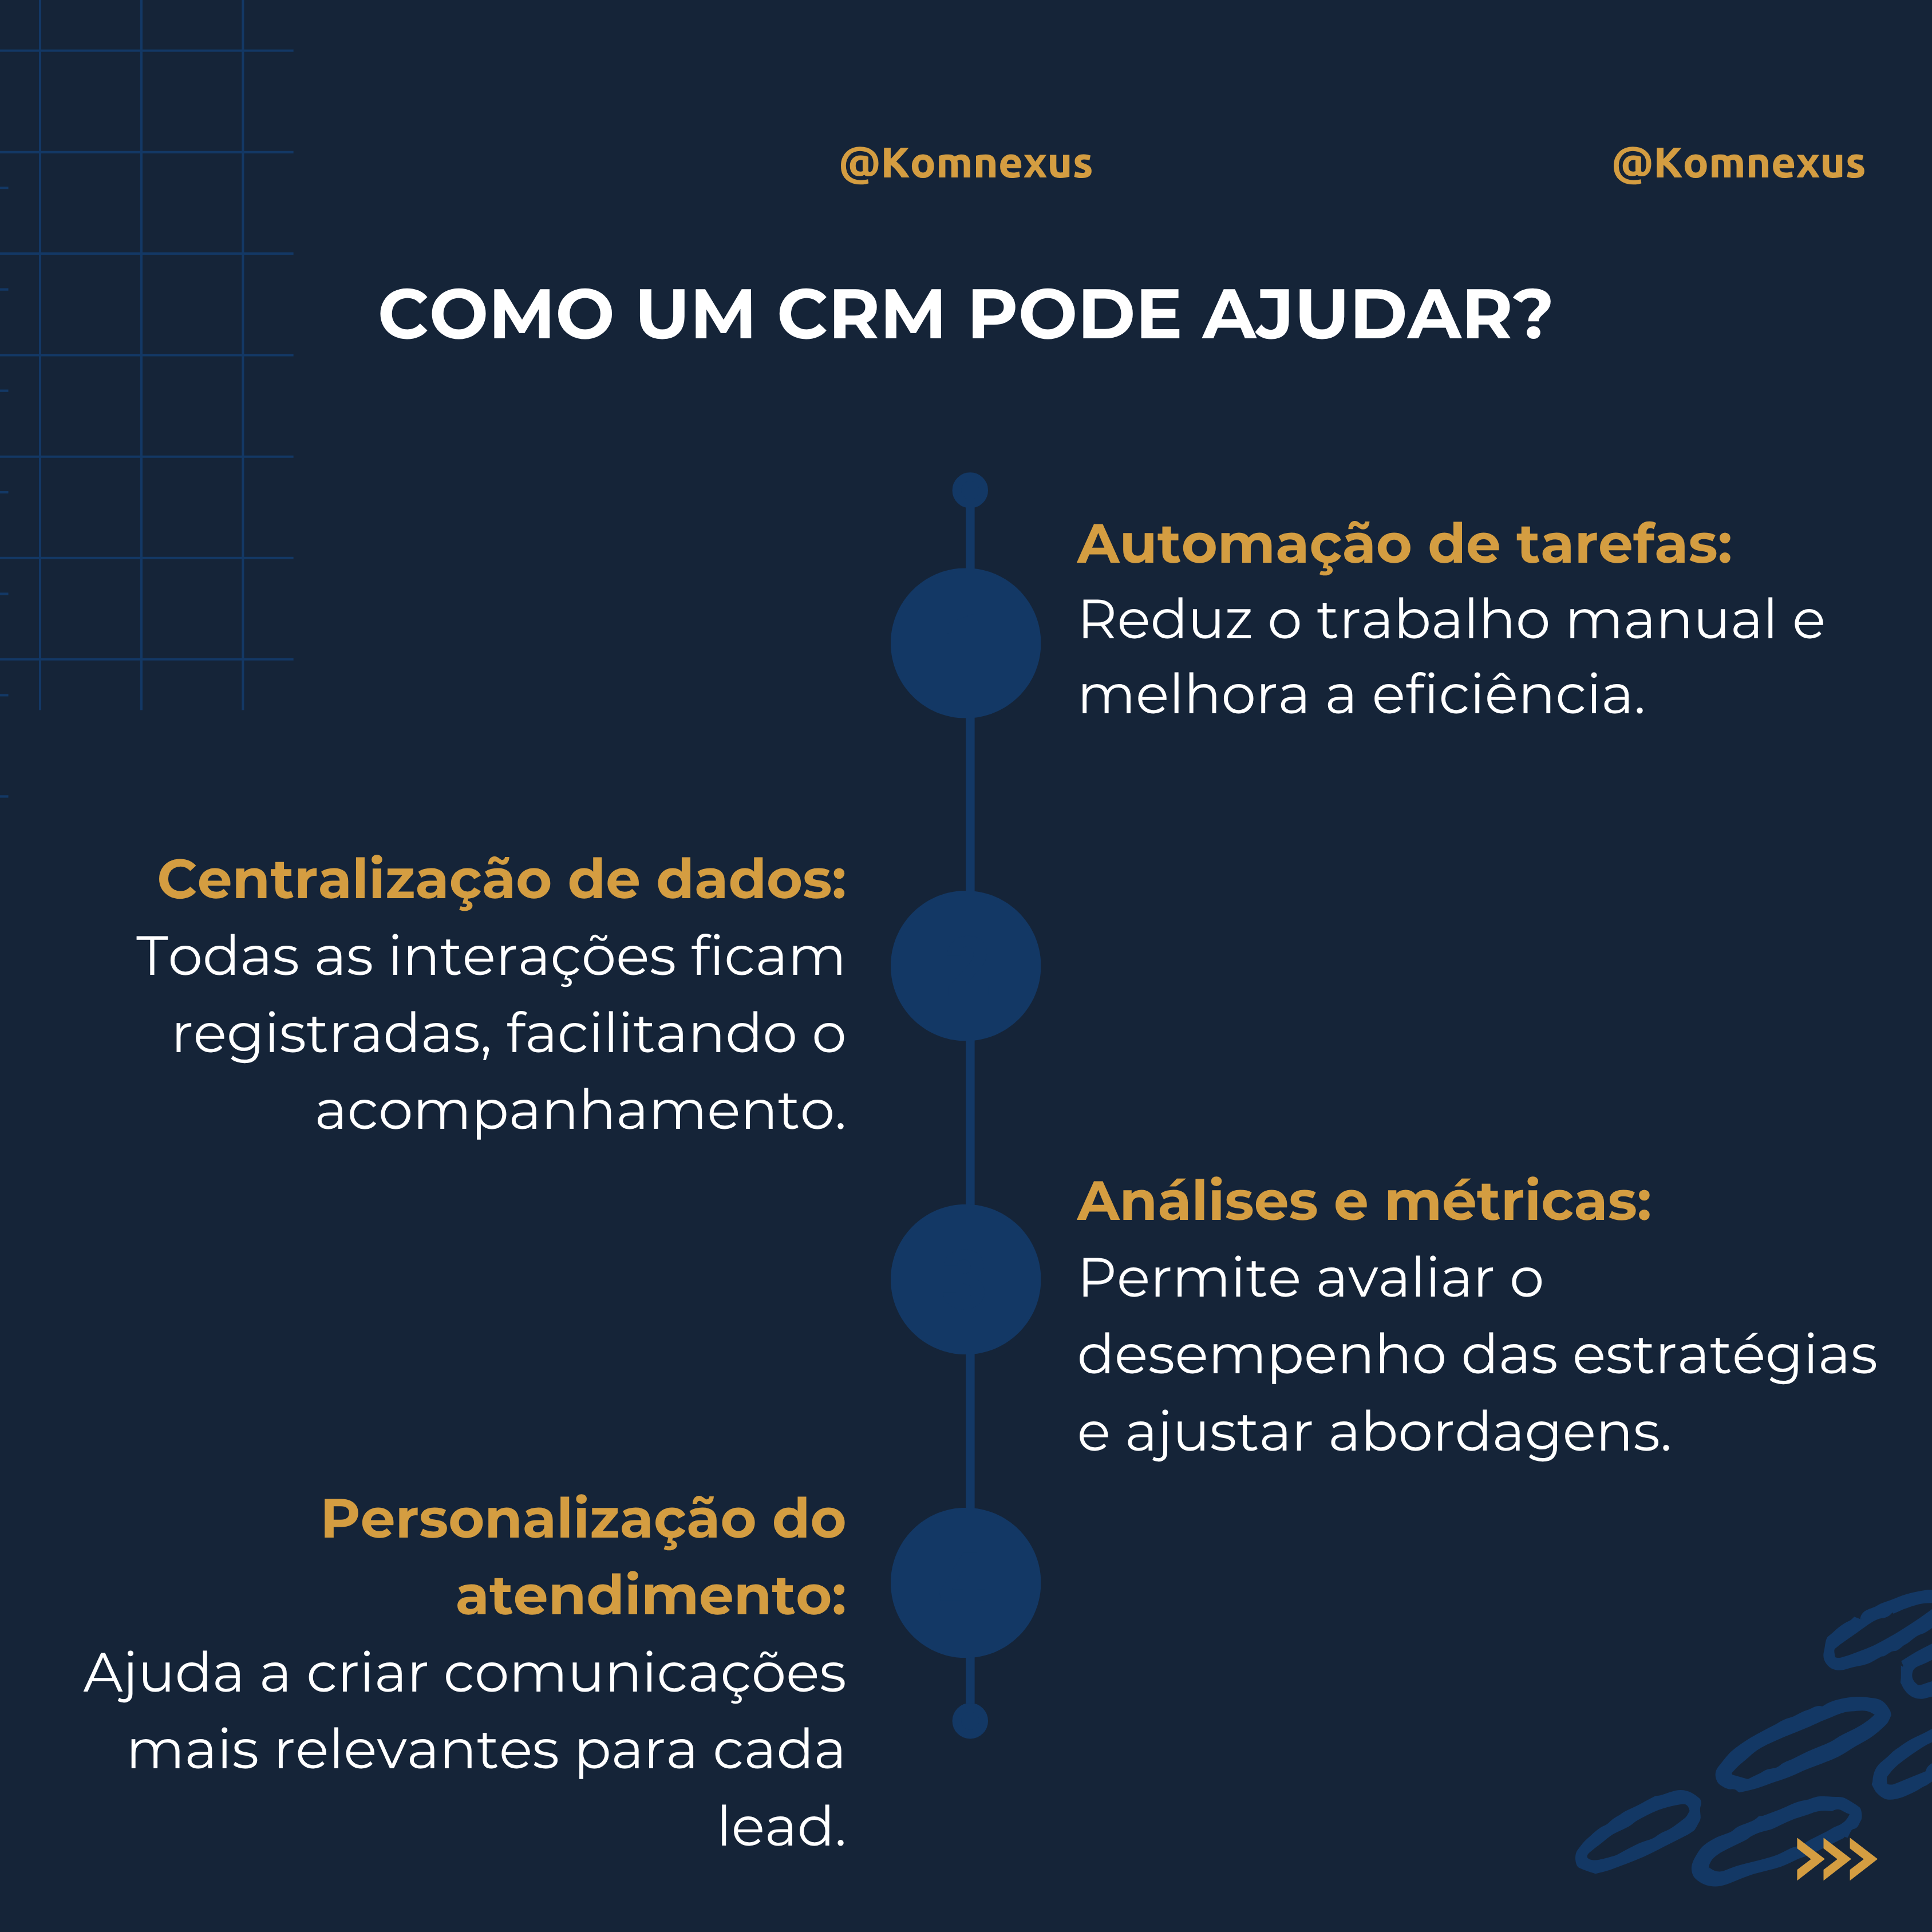 @Komnexus
@Komnexus
COMO UM CRM PODE AJUDAR?
Automação de tarefas:
Reduz o trabalho manual e
melhora a eficiência.
Centralização de dados:
Todas as interações ficam
registradas, facilitando o
acompanhamento.
Análises e métricas:
Permite avaliar o
desempenho das estratégias
e ajustar abordagens.
Personalização do
atendimento:
Ajuda a criar comunicações
mais relevantes para cada
lead.